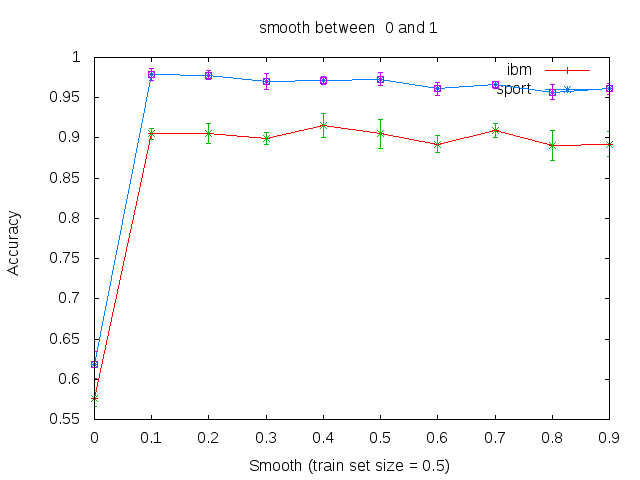 smooth between  0 and 1
ibm
sport
1
0.95
0.9
0.85
0.8
0.75
0.7
0.65
0.6
0.55
Accuracy
0 0.1 0.2 0.3 0.4 0.5 0.6 0.7 0.8 0.9
Smooth (train set size = 0.5)